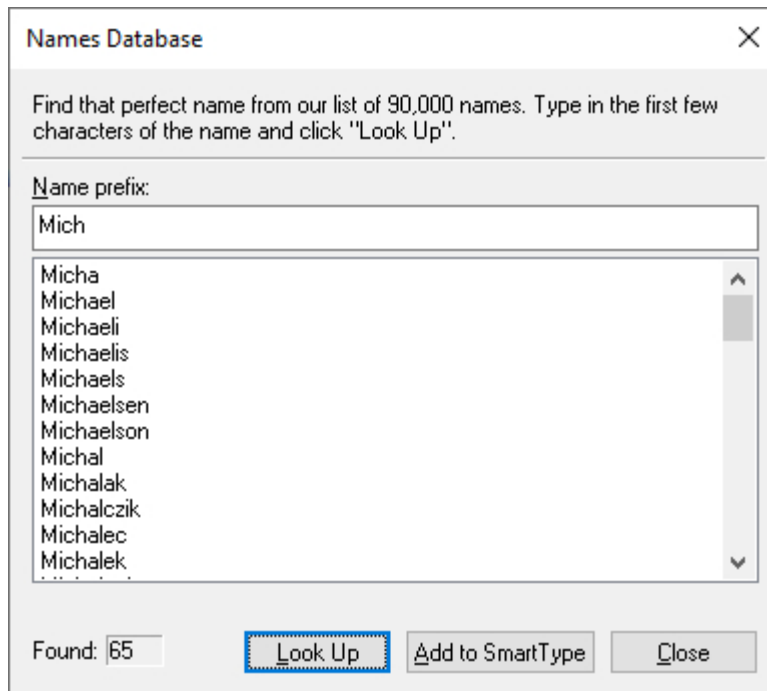 Names Database
Find that perfect name from our list of 90,000 names. Type in the first few
characters of the name and click "Look Up".
Name prefix:
Mich
Micha
Michael
Michaeli
Michaelis
Michaels
Michaelsen
Michaelson
Michal
Michalak
Michalczik
Michalec
Michalek
Found: 65
Look Up
Add to SmartType
Close